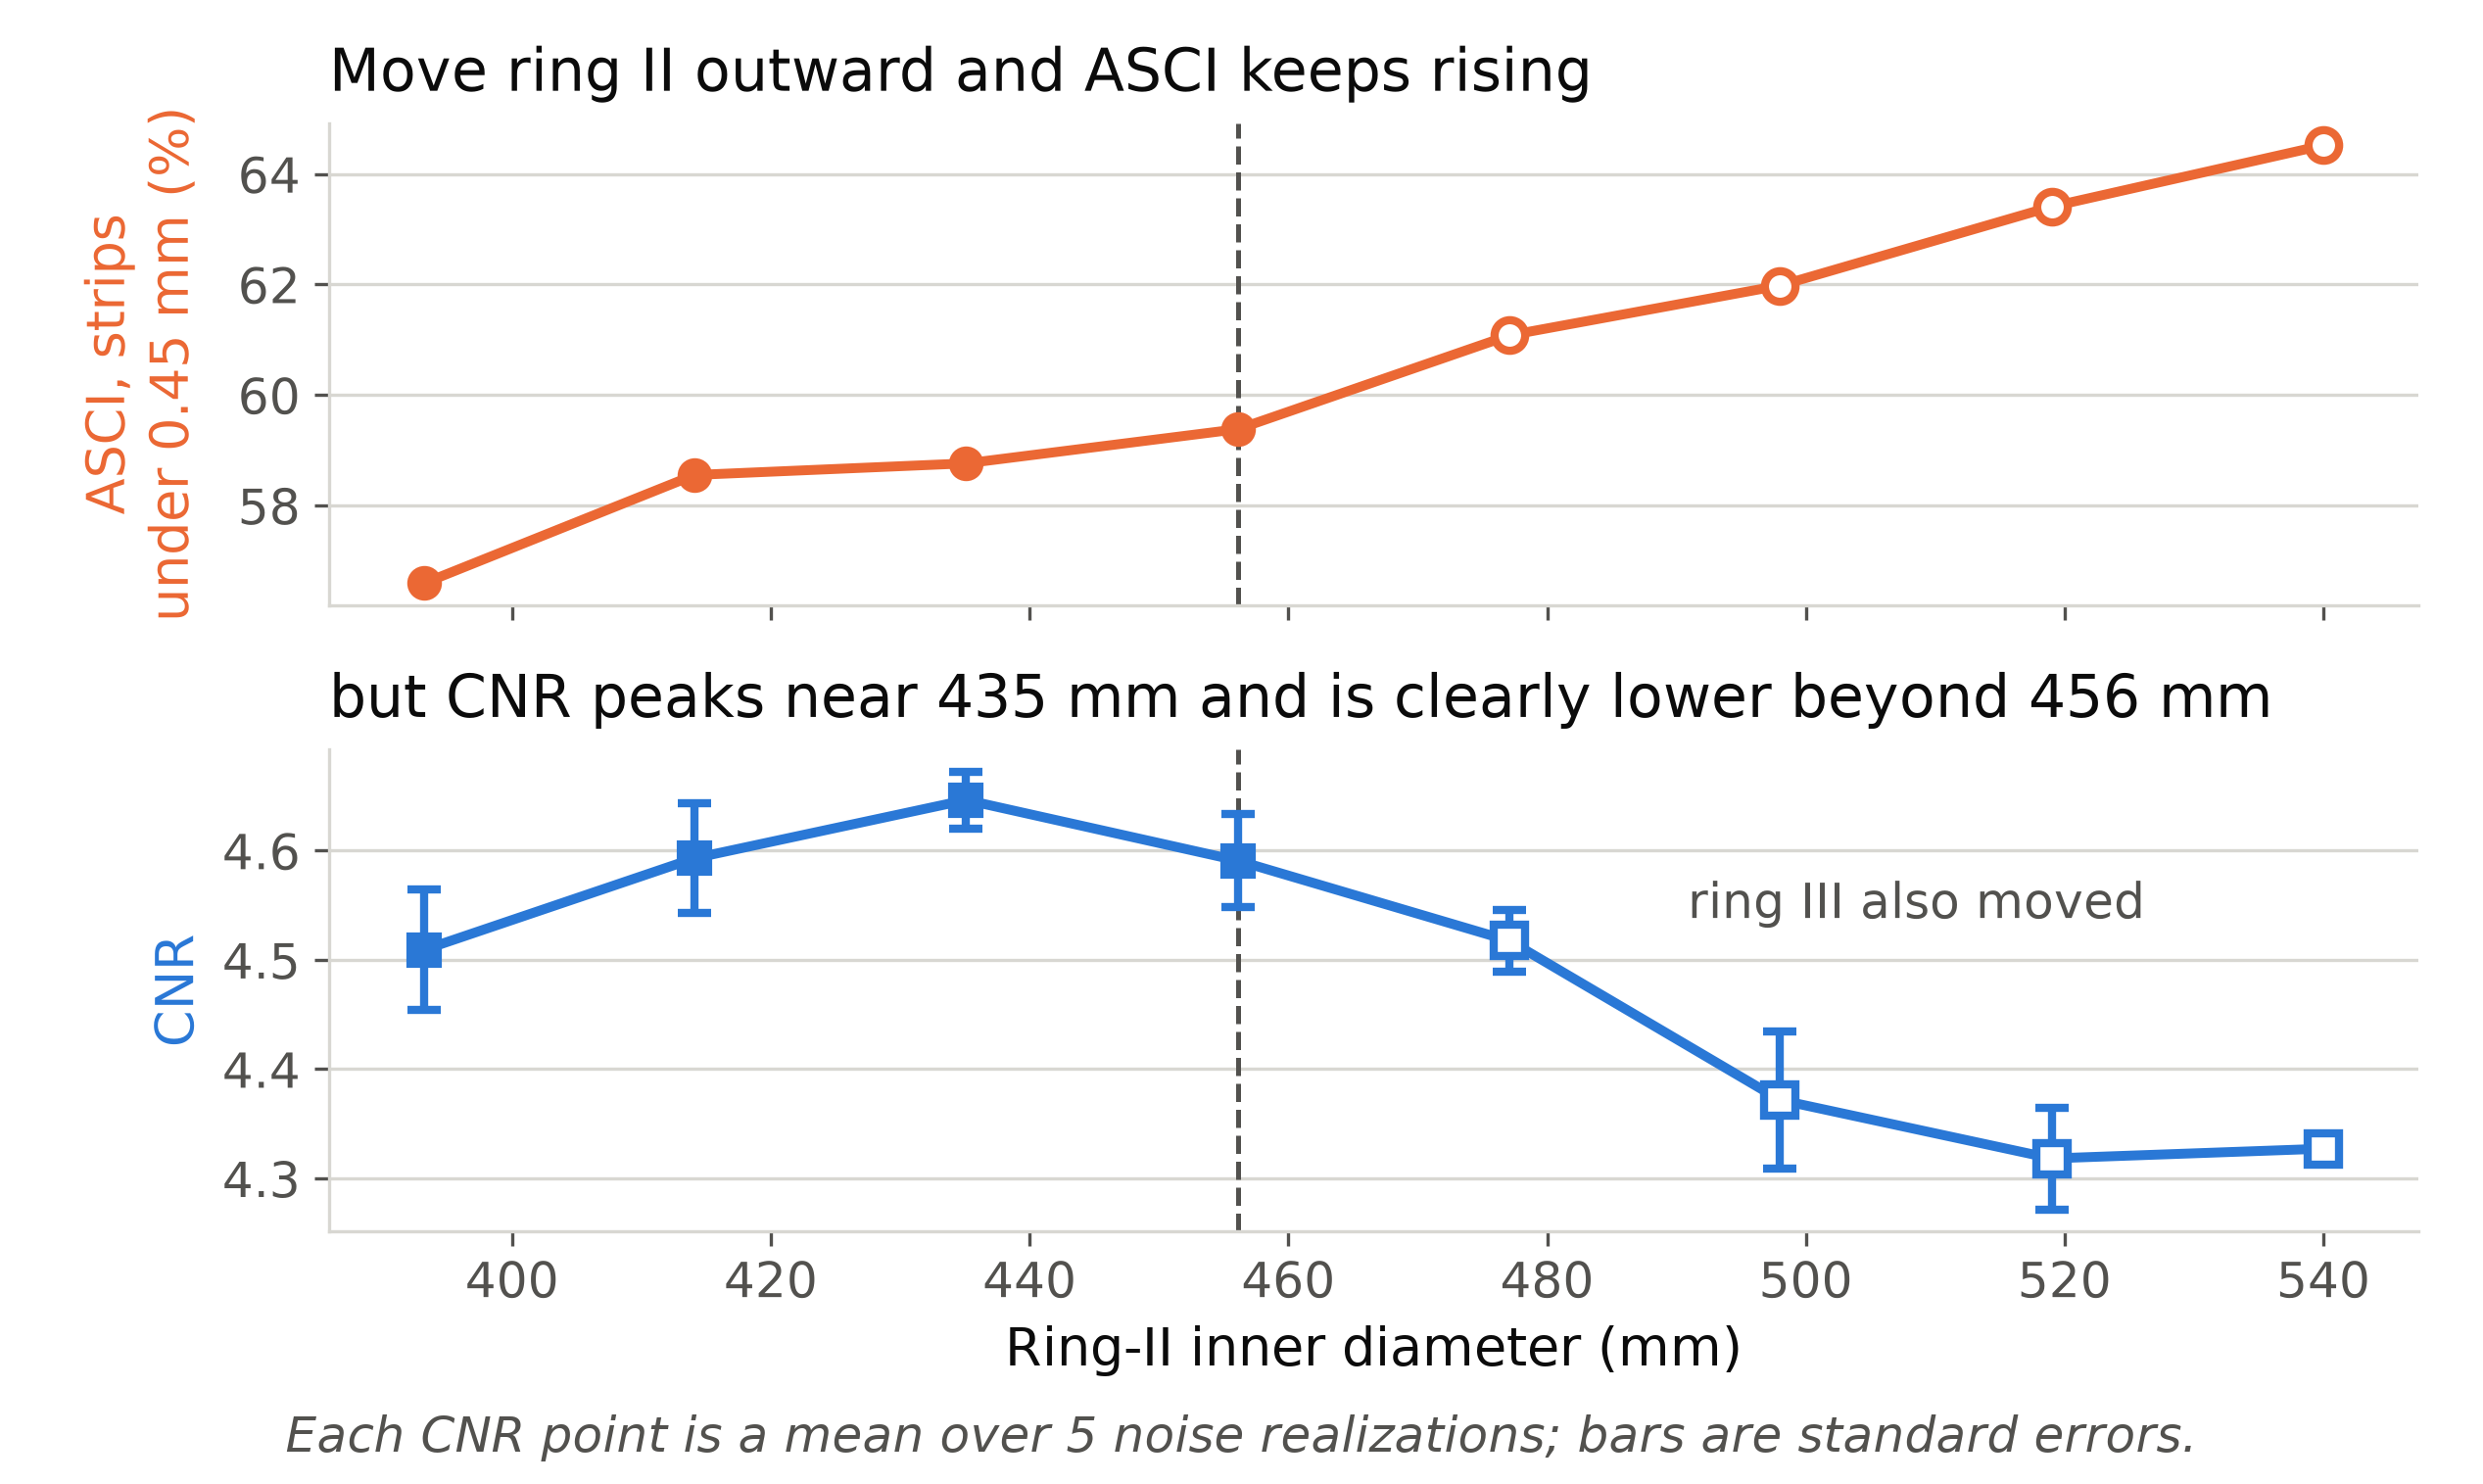 Move ring II outward and ASCI keeps rising
ASCI, strips
under 0.45 mm (%)
64
62
60
58
but CNR peaks near 435 mm and is clearly lower beyond 456 mm
CNR
4.6
4.5
4.4
4.3
ring III also moved
400 420 440 460 480 500 520 540
Ring-II inner diameter (mm)
Each CNR point is a mean over 5 noise realizations; bars are standard errors.